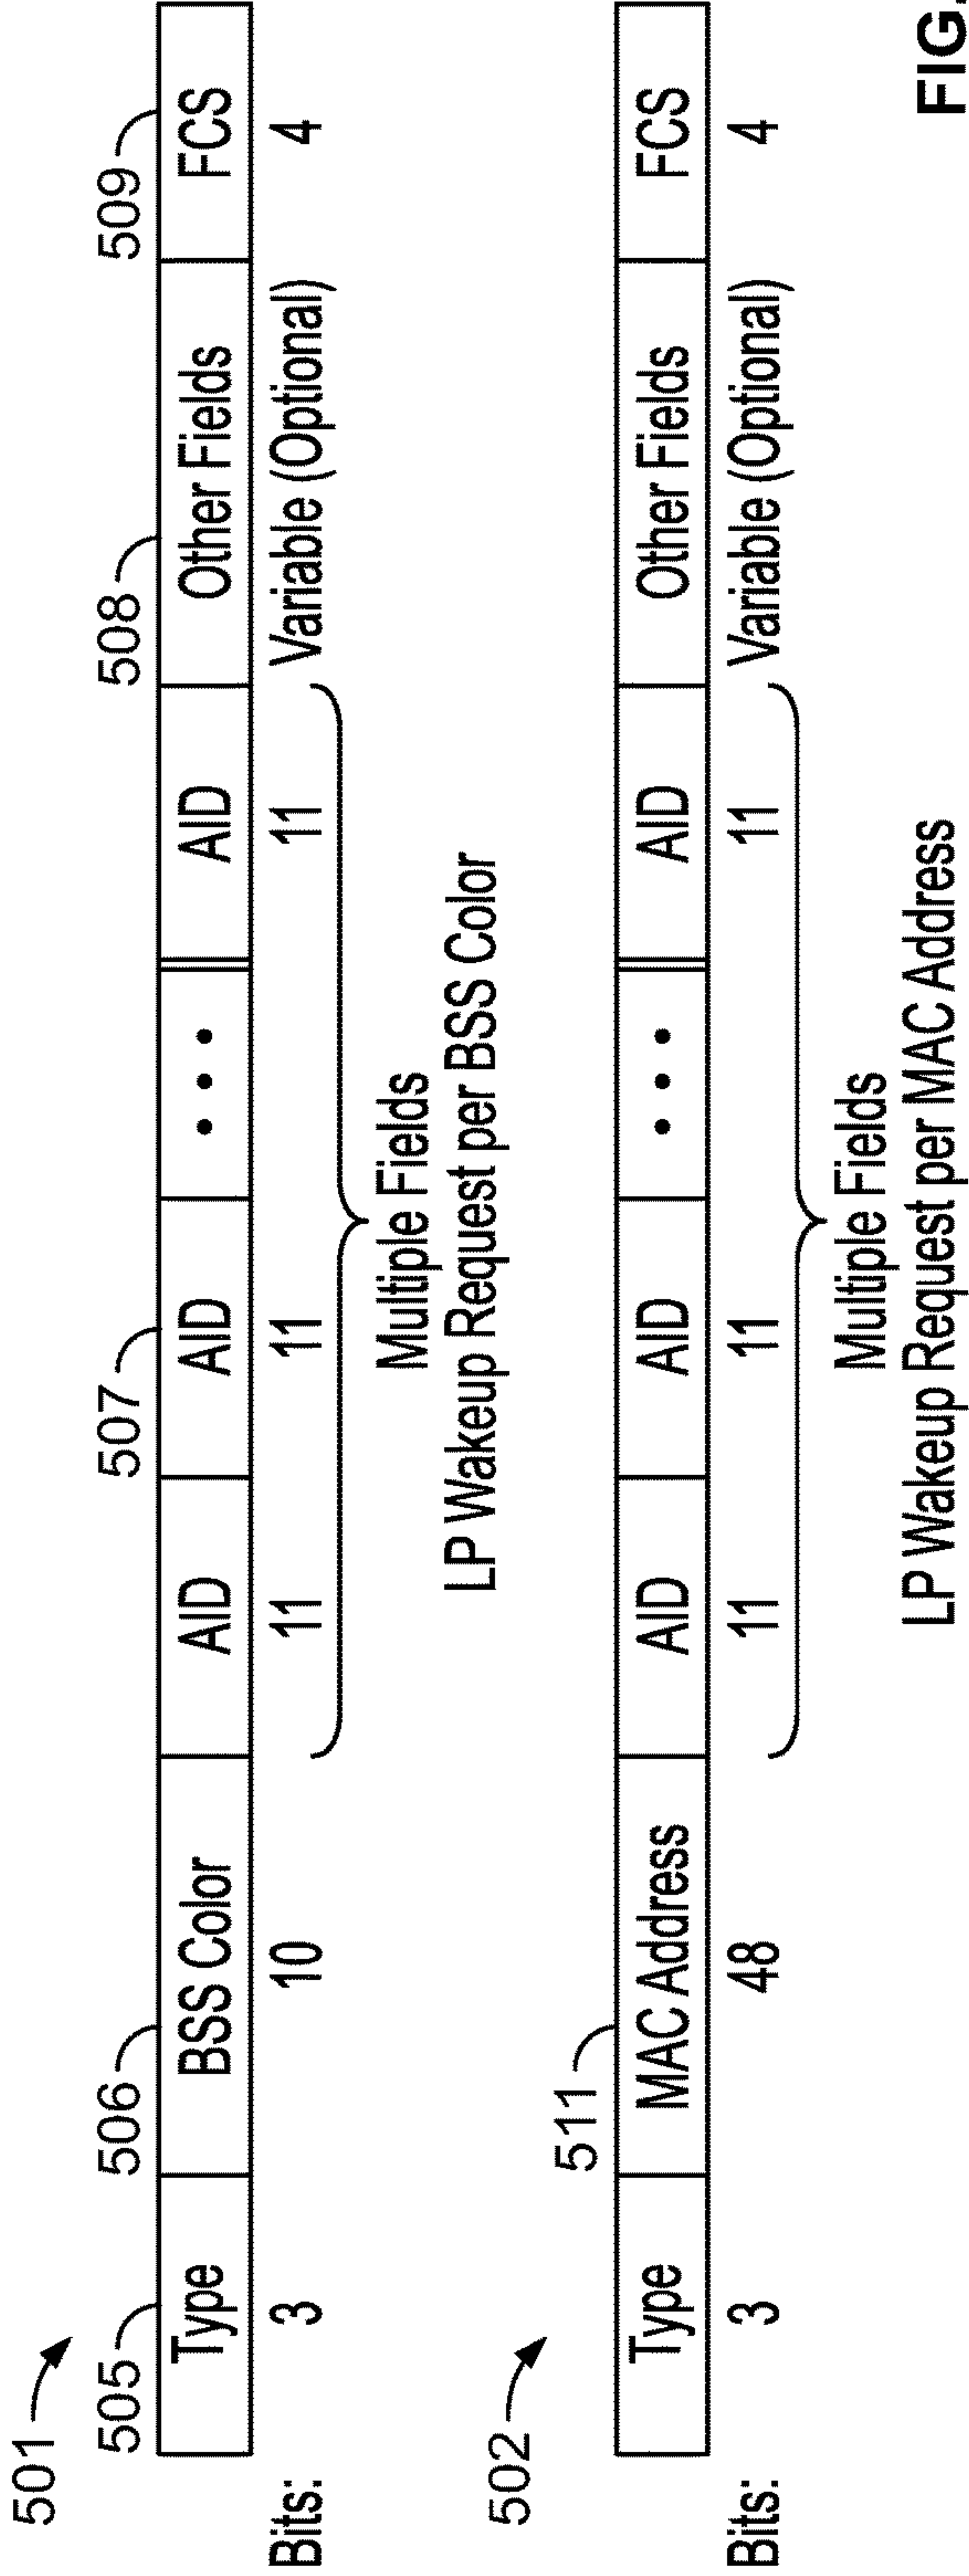 501
505 506 507 508 509
Type BSS Color AID AID • • • AID Other Fields FCS
Bits: 3 10 11 11 11 Variable (Optional) 4
Multiple Fields
LP Wakeup Request per BSS Color
502
511
Type MAC Address AID AID • • • AID Other Fields FCS
Bits: 3 48 11 11 11 Variable (Optional) 4
Multiple Fields
LP Wakeup Request per MAC Address
FIG.